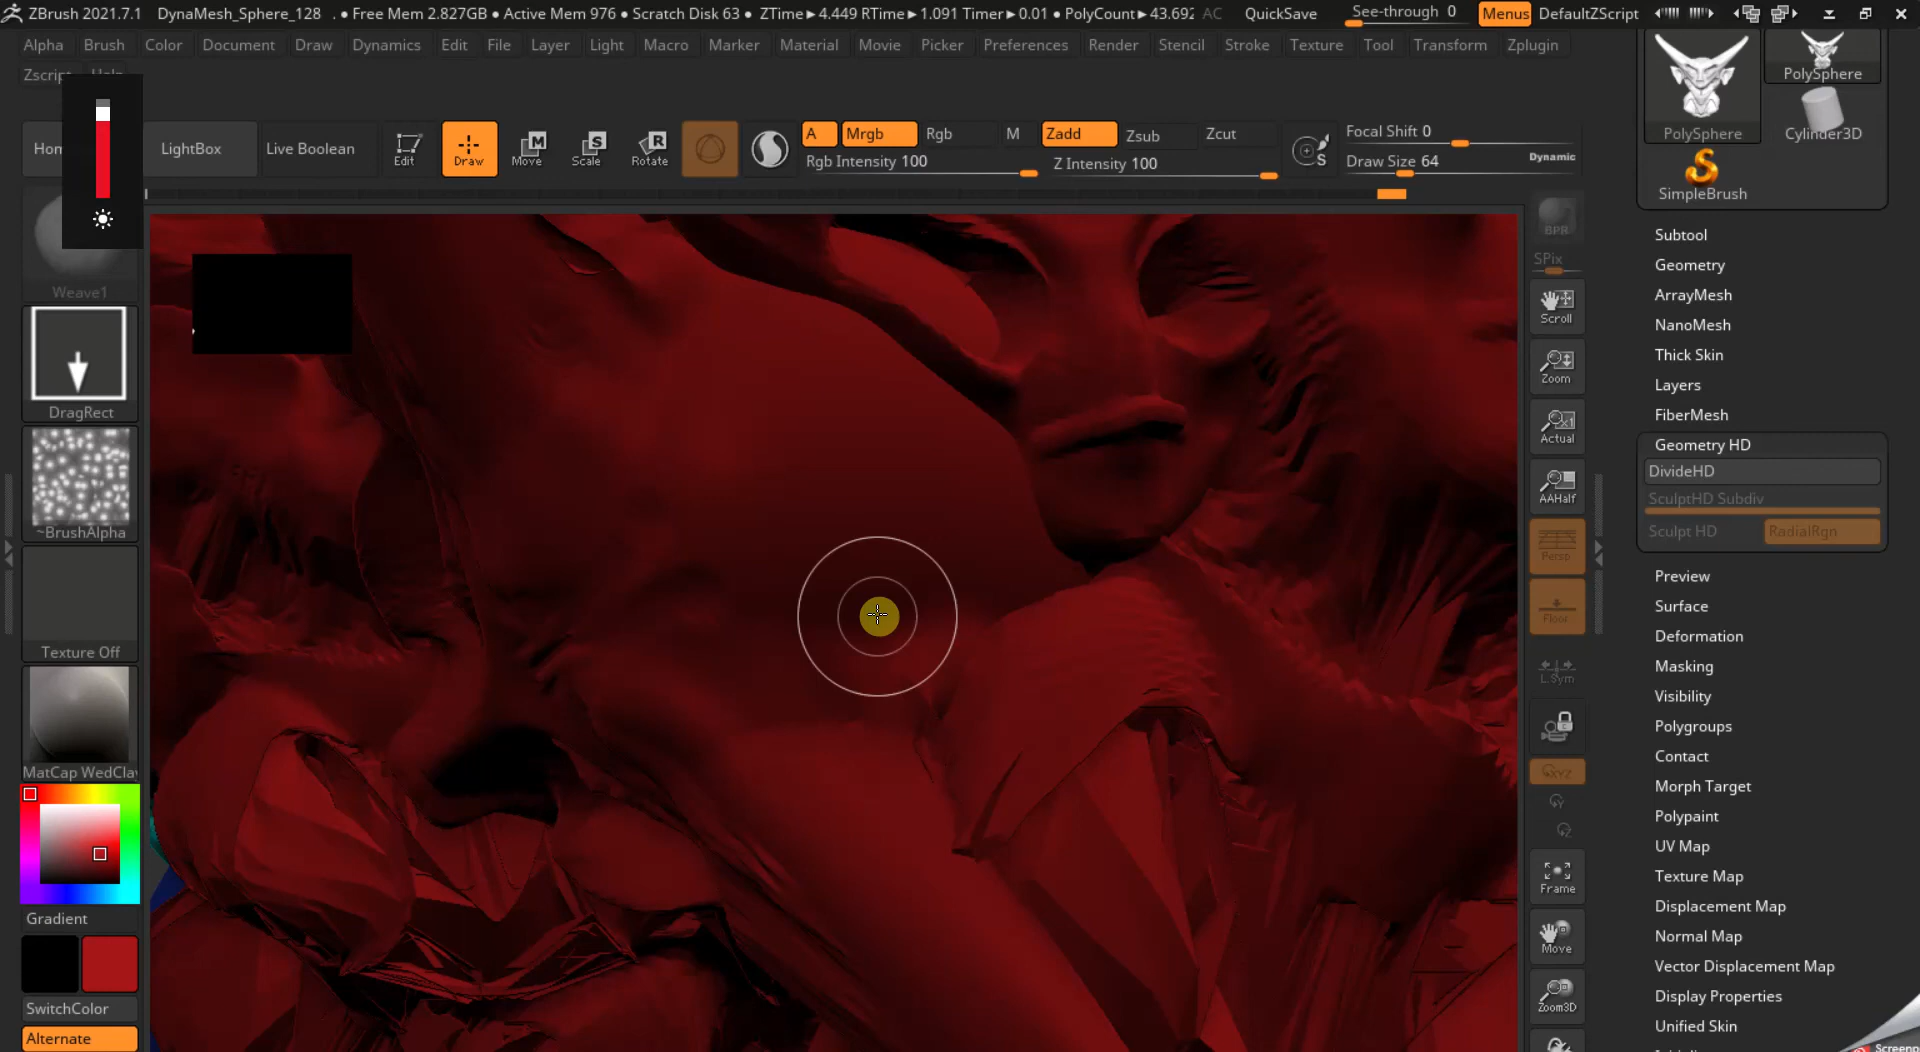 ZBrush 2021.7.1 DynaMesh_Sphere_128 . • Free Mem 2.827GB • Active Mem 976 • Scratch Disk 63 • ZTime►4.449 RTime►1.091 Timer►0.01 • PolyCount►43.692 AC QuickSave See-through 0 Menus DefaultZScript
Alpha Brush Color Document Draw Dynamics Edit File Layer Light Macro Marker Material Movie Picker Preferences Render Stencil Stroke Texture Tool Transform Zplugin
LightBox Live Boolean Edit Draw Move Scale Rotate
A Mrgb Rgb M
Rgb Intensity 100
Zadd Zsub Zcut
Z Intensity 100
S
Focal Shift 0
Draw Size 64 Dynamic
PolySphere
PolySphere
Cylinder3D
SimpleBrush
Weave1
DragRect
~BrushAlpha
Texture Off
MatCap WedClay
Gradient
SwitchColor
Alternate
BPR
SPix
Scroll
Zoom
Actual
AAHalf
Persp
Floor
L.Sym
XYZ
Frame
Move
Zoom3D
Subtool
Geometry
ArrayMesh
NanoMesh
Thick Skin
Layers
FiberMesh
Geometry HD
DivideHD
SculptHD Subdiv
Sculpt HD RadialRgn
Preview
Surface
Deformation
Masking
Visibility
Polygroups
Contact
Morph Target
Polypaint
UV Map
Texture Map
Displacement Map
Normal Map
Vector Displacement Map
Display Properties
Unified Skin